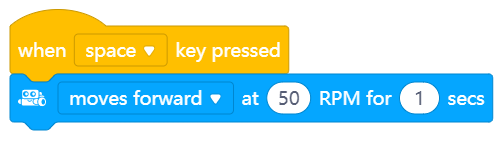 when space key pressed
moves forward at 50 RPM for 1 secs